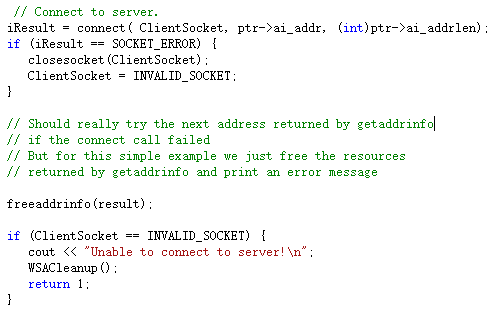 // Connect to server.
iResult = connect( ClientSocket, ptr->ai_addr, (int)ptr->ai_addrlen);
if (iResult == SOCKET_ERROR) {
closesocket(ClientSocket);
ClientSocket = INVALID_SOCKET;
}
// Should really try the next address returned by getaddrinfo
// if the connect call failed
// But for this simple example we just free the resources
// returned by getaddrinfo and print an error message
freeaddrinfo(result);
if (ClientSocket == INVALID_SOCKET) {
cout << "Unable to connect to server!\n";
WSACleanup();
return 1;
}